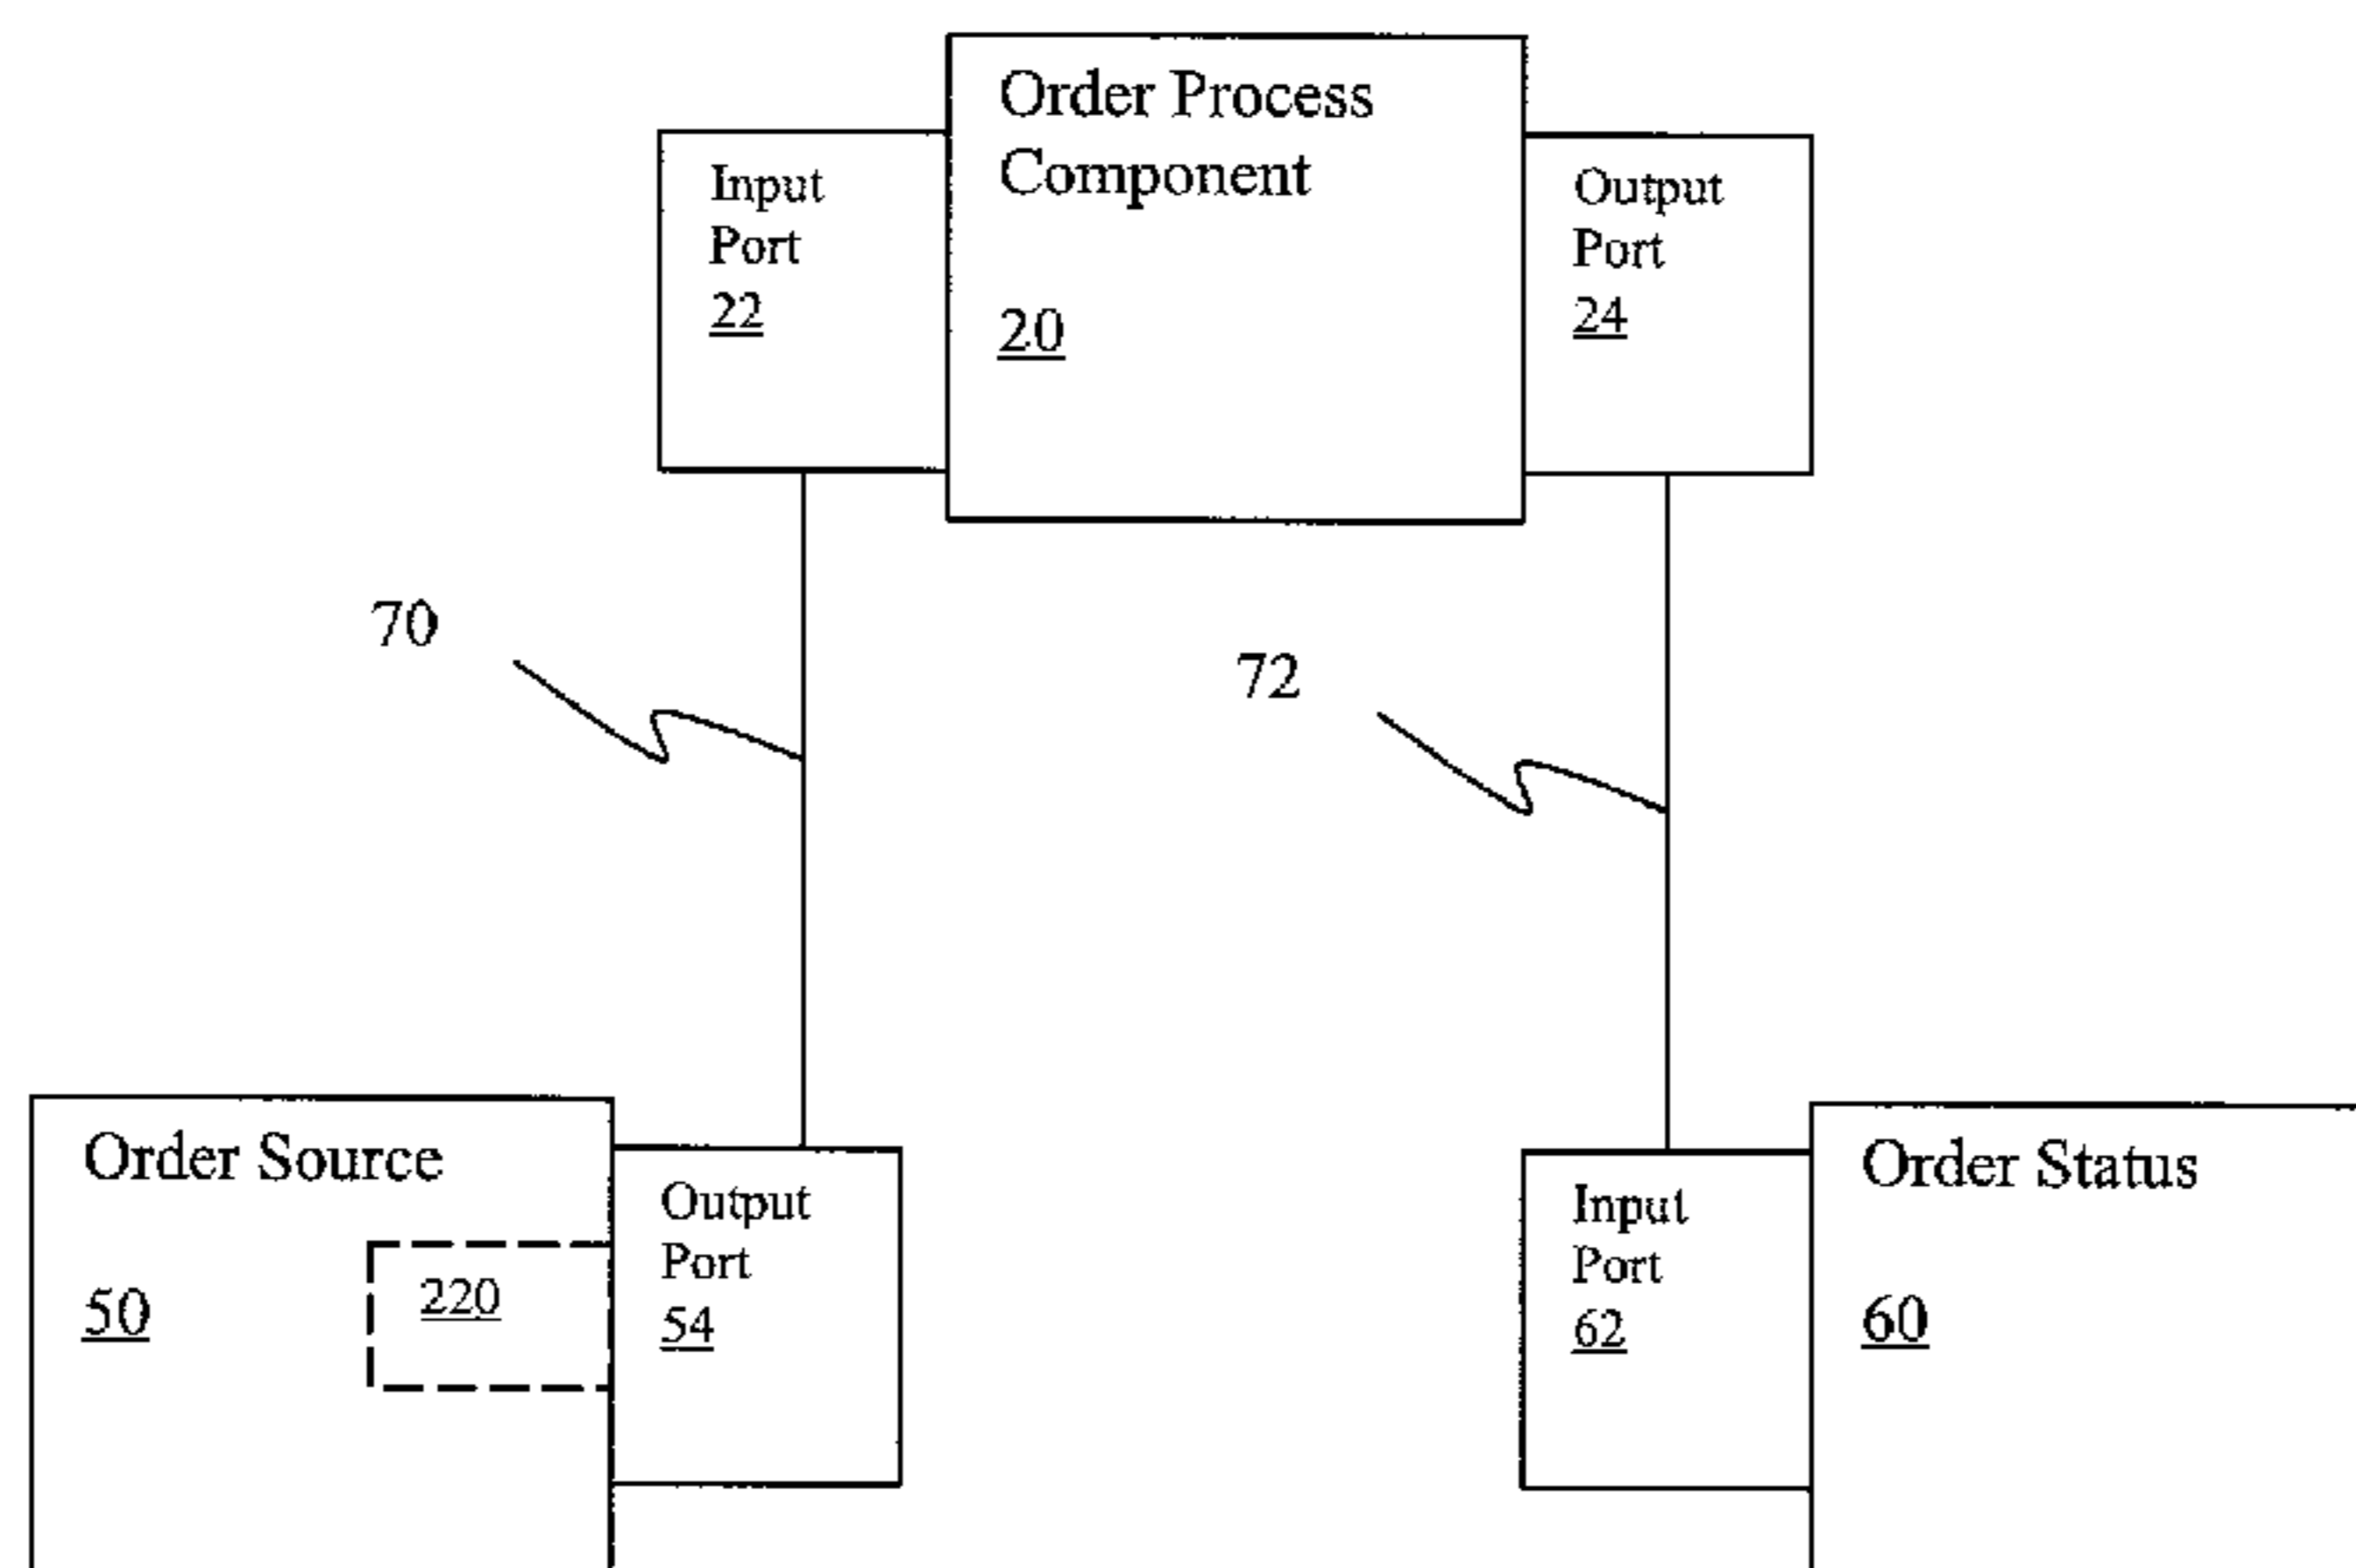 Order Process
Component
20
Input
Port
22
Output
Port
24
70
72
Order Source
50
220
Output
Port
54
Input
Port
62
Order Status
60